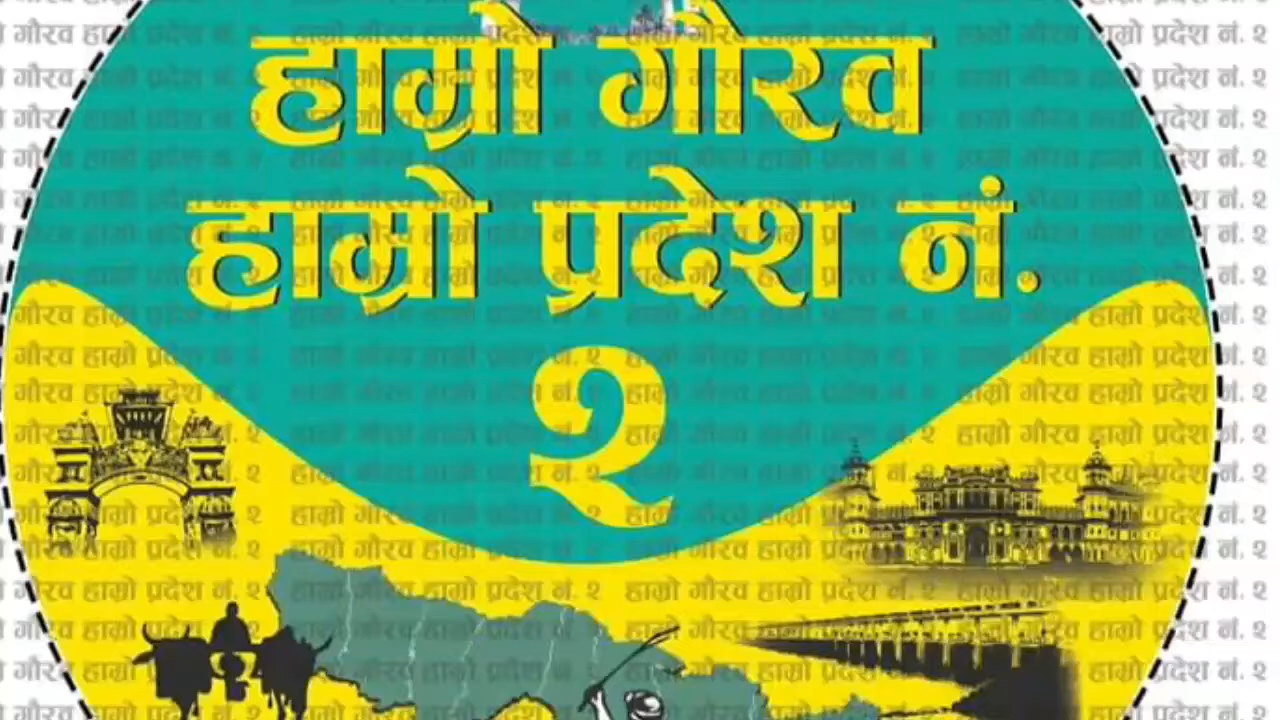 हाम्रो गौरव
हाम्रो प्रदेश नं.
२